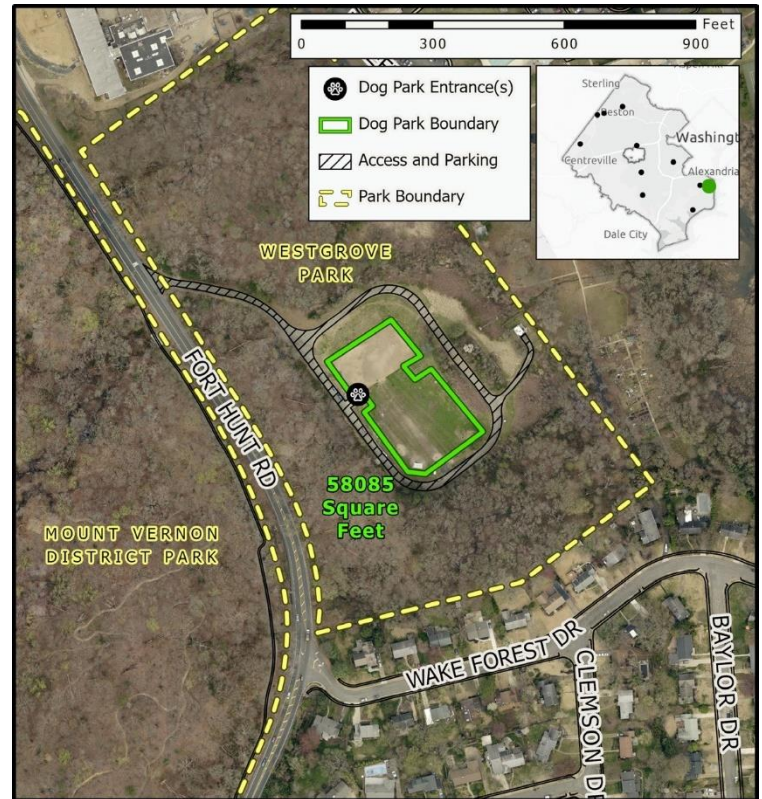 Feet
0 300 600 900
Dog Park Entrance(s)
Dog Park Boundary
Access and Parking
Park Boundary
Sterling
Reston
Washingt
Centreville
Alexandria
Dale City
WESTGROVE
PARK
FORT HUNT RD
58085
Square
Feet
MOUNT VERNON
DISTRICT PARK
WAKE FOREST DR
CLEMSON D
BAYLOR DR